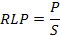 RLP = P/S